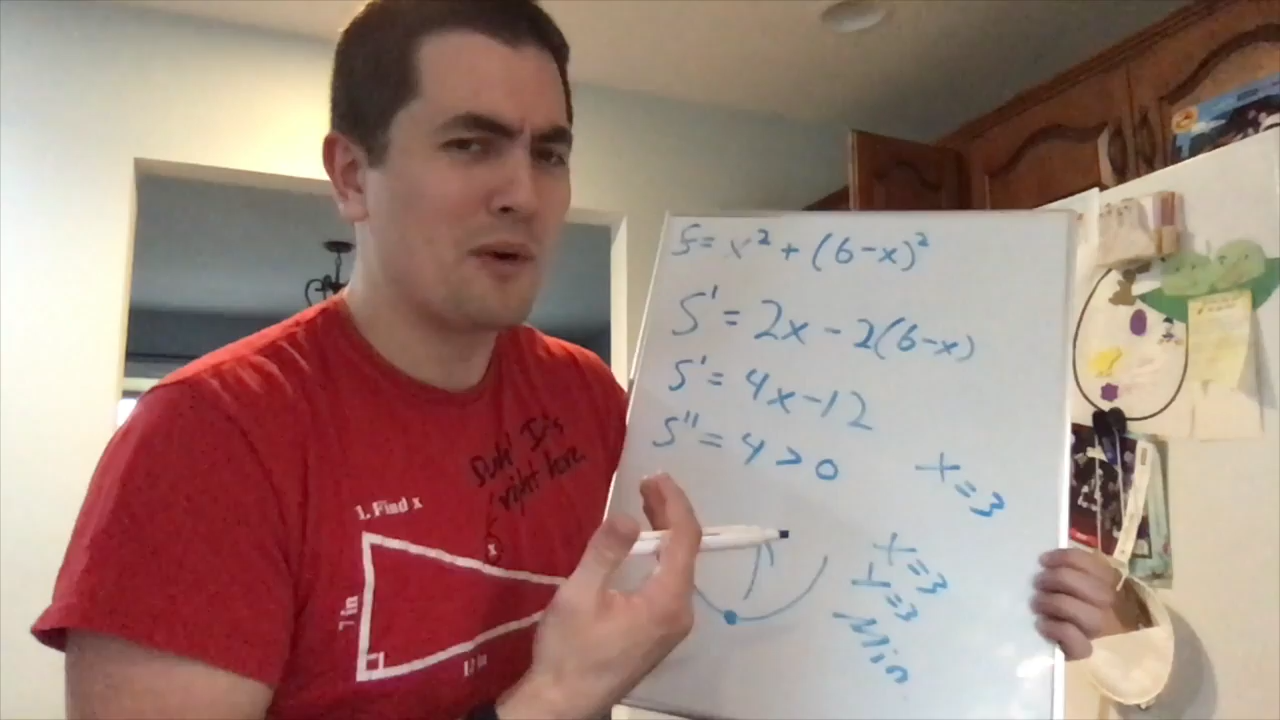 S = x² + (6-x)²
S' = 2x - 2(6-x)
S' = 4x-12
S'' = 4 > 0
x=3
x=3
Y=3
Min
Duh! It's
right here
1. Find x
x
7 in
in